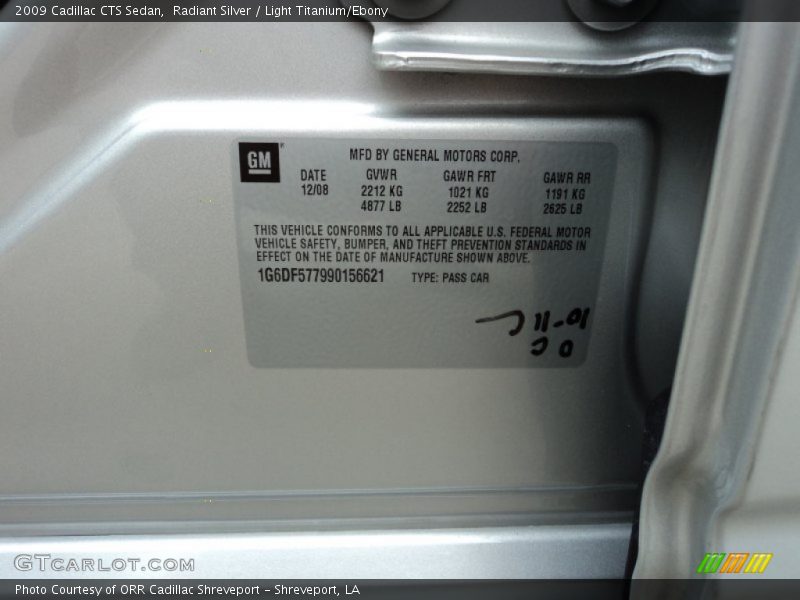 2009 Cadillac CTS Sedan,  Radiant Silver / Light Titanium/Ebony
GM
MFD BY GENERAL MOTORS CORP.
DATE GVWR GAWR FRT GAWR RR
12/08 2212 KG 1021 KG 1191 KG
4877 LB 2252 LB 2625 LB
THIS VEHICLE CONFORMS TO ALL APPLICABLE U.S. FEDERAL MOTOR
VEHICLE SAFETY, BUMPER, AND THEFT PREVENTION STANDARDS IN
EFFECT ON THE DATE OF MANUFACTURE SHOWN ABOVE.
1G6DF577990156621 TYPE: PASS CAR
10-11
GTCARLOT.COM
Photo Courtesy of ORR Cadillac Shreveport - Shreveport, LA